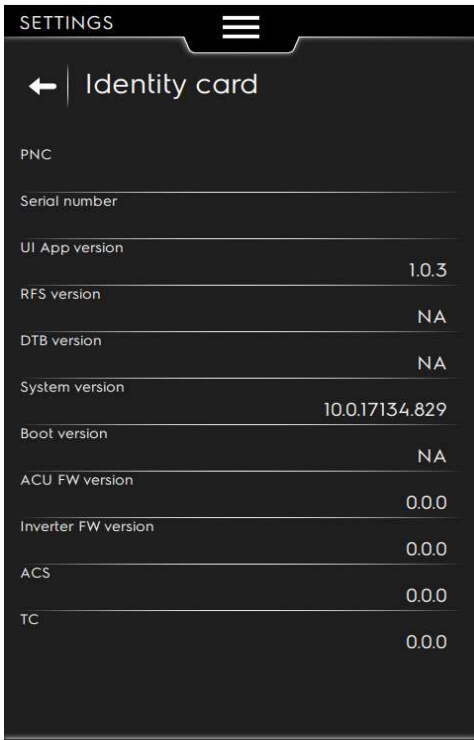 SETTINGS
Identity card
PNC
Serial number
UI App version
1.0.3
RFS version
NA
DTB version
NA
System version
10.0.17134.829
Boot version
NA
ACU FW version
0.0.0
Inverter FW version
0.0.0
ACS
0.0.0
TC
0.0.0